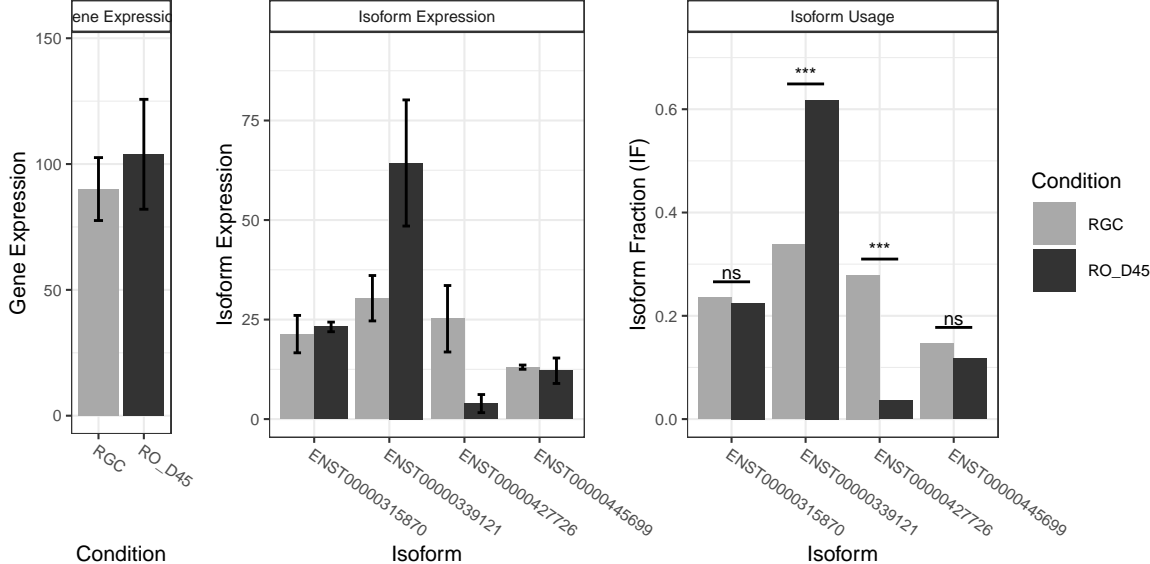 ene Expressio
Isoform Expression
Isoform Usage
Gene Expression
150
100
50
0
RGC
RO_D45
Condition
Isoform Expression
75
50
25
0
ENST00000315870
ENST00000339121
ENST00000427726
ENST00000445699
Isoform
Isoform Fraction (IF)
0.6
0.4
0.2
0.0
ns
***
***
ns
ENST00000315870
ENST00000339121
ENST00000427726
ENST00000445699
Isoform
Condition
RGC
RO_D45